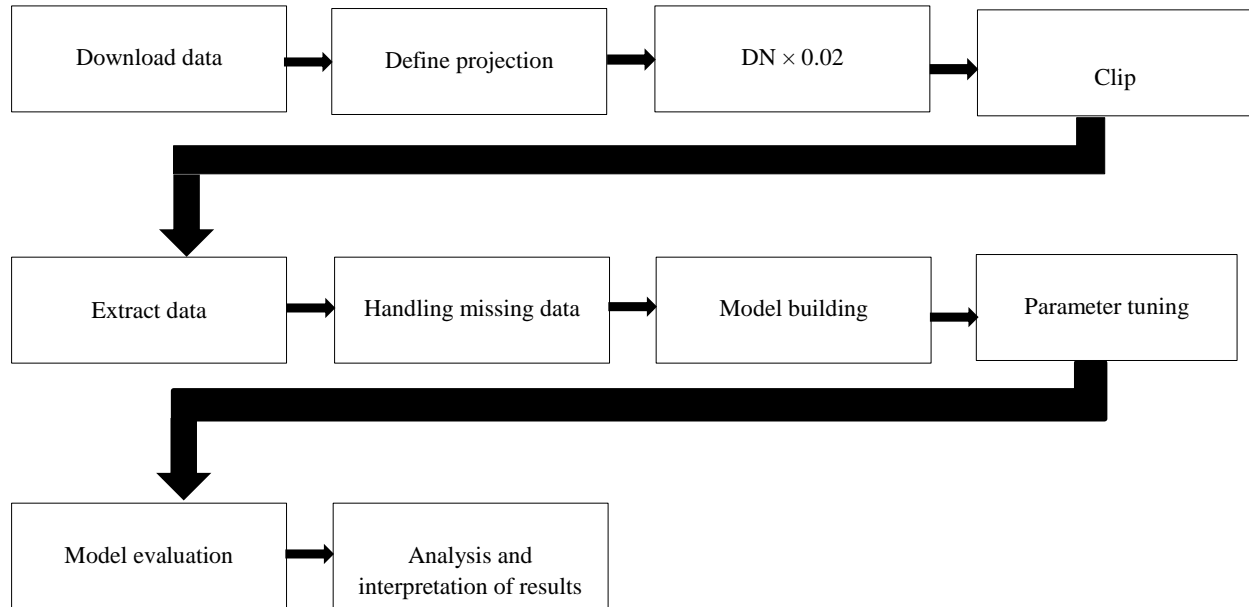 Download data
Define projection
DN × 0.02
Clip
Extract data
Handling missing data
Model building
Parameter tuning
Model evaluation
Analysis and
interpretation of results